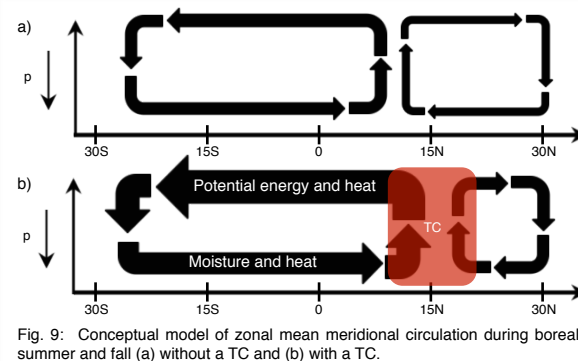 a)
p
30S 15S 0 15N 30N
b)
Potential energy and heat
TC
p
Moisture and heat
30S 15S 0 15N 30N
Fig. 9: Conceptual model of zonal mean meridional circulation during boreal
summer and fall (a) without a TC and (b) with a TC.